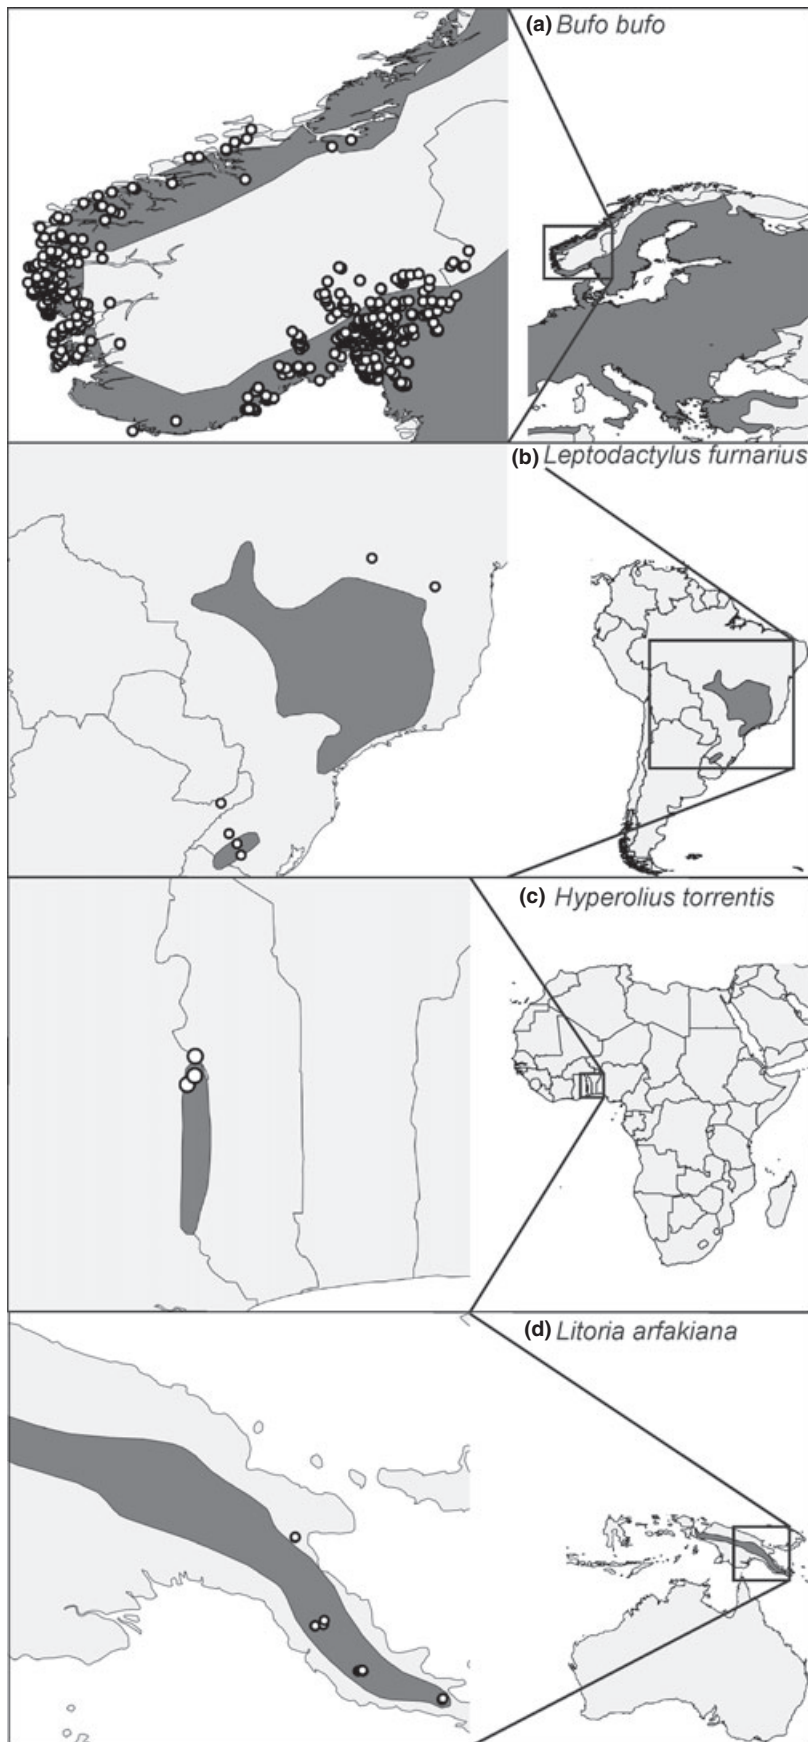 (a) Bufo bufo
(b) Leptodactylus furnarius
(c) Hyperolius torrentis
(d) Litoria arfakiana